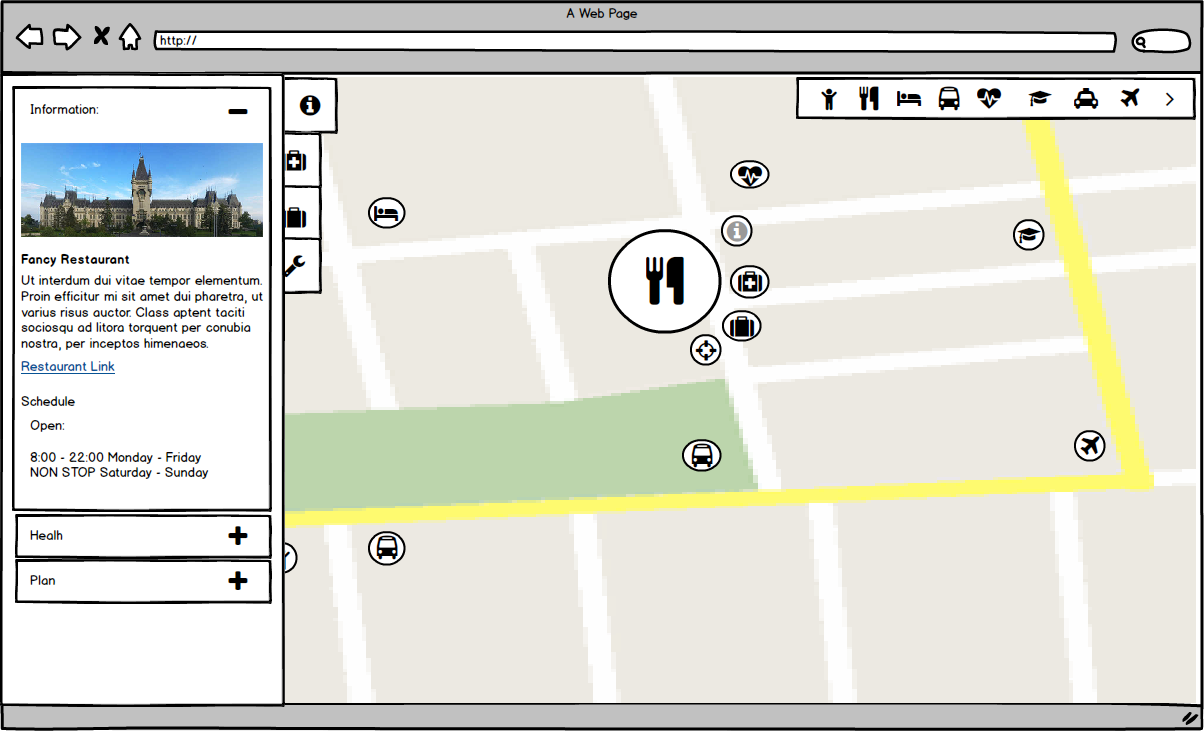 A Web Page
http://
Information:
Fancy Restaurant
Ut interdum dui vitae tempor elementum.
Proin efficitur mi sit amet dui pharetra, ut
varius risus auctor. Class aptent taciti
sociosqu ad litora torquent per conubia
nostra, per inceptos himenaeos.
Restaurant Link
Schedule
Open:
8:00 - 22:00 Monday - Friday
NON STOP Saturday - Sunday
Healh
Plan